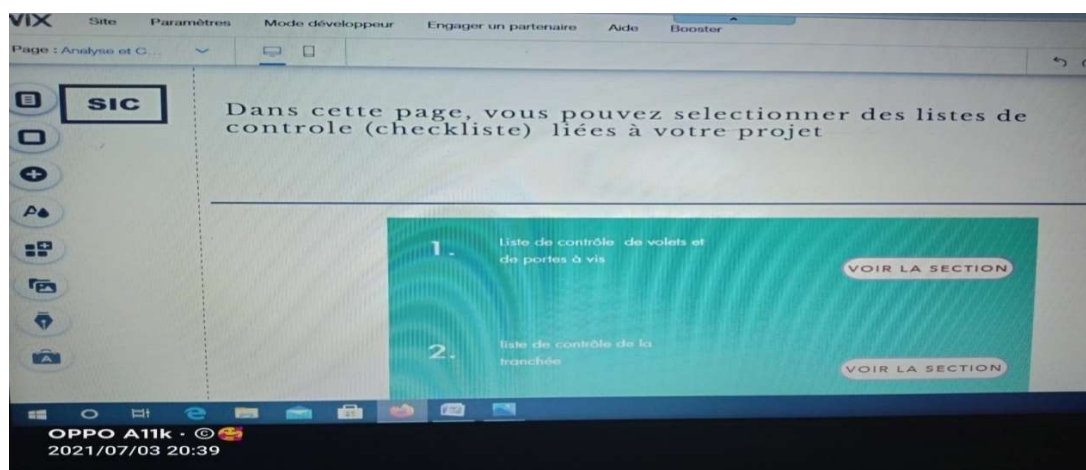 WIX Site Paramètres Mode développeur Engager un partenaire Aide Booster
Page : Analyse et C...
SIC
Dans cette page, vous pouvez selectionner des listes de
controle (checkliste) liées à votre projet
1.
Liste de contrôle de volets et
de portes à vis
VOIR LA SECTION
2.
liste de contrôle de la
tranchée
VOIR LA SECTION
OPPO A11k · ©
2021/07/03 20:39